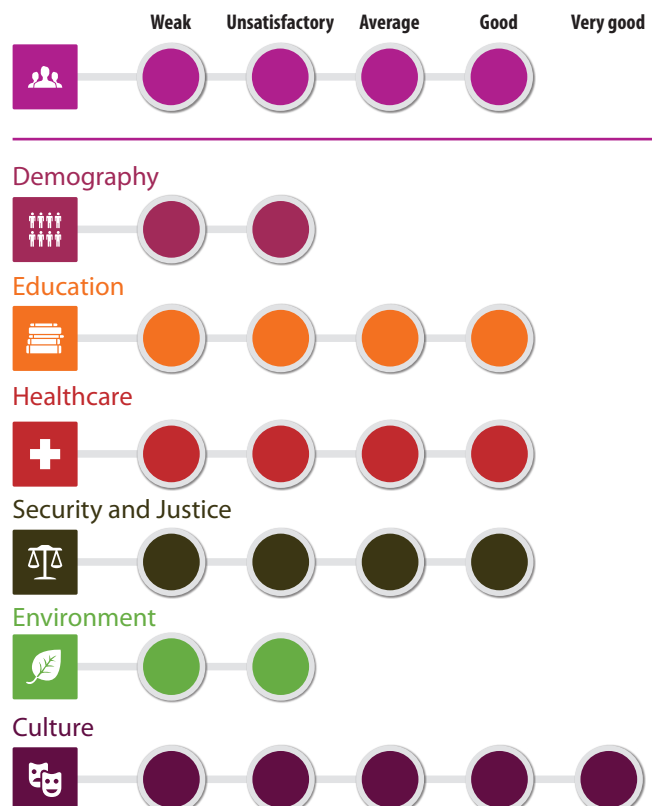 Weak Unsatisfactory Average Good Very good
Demography
Education
Healthcare
Security and Justice
Environment
Culture